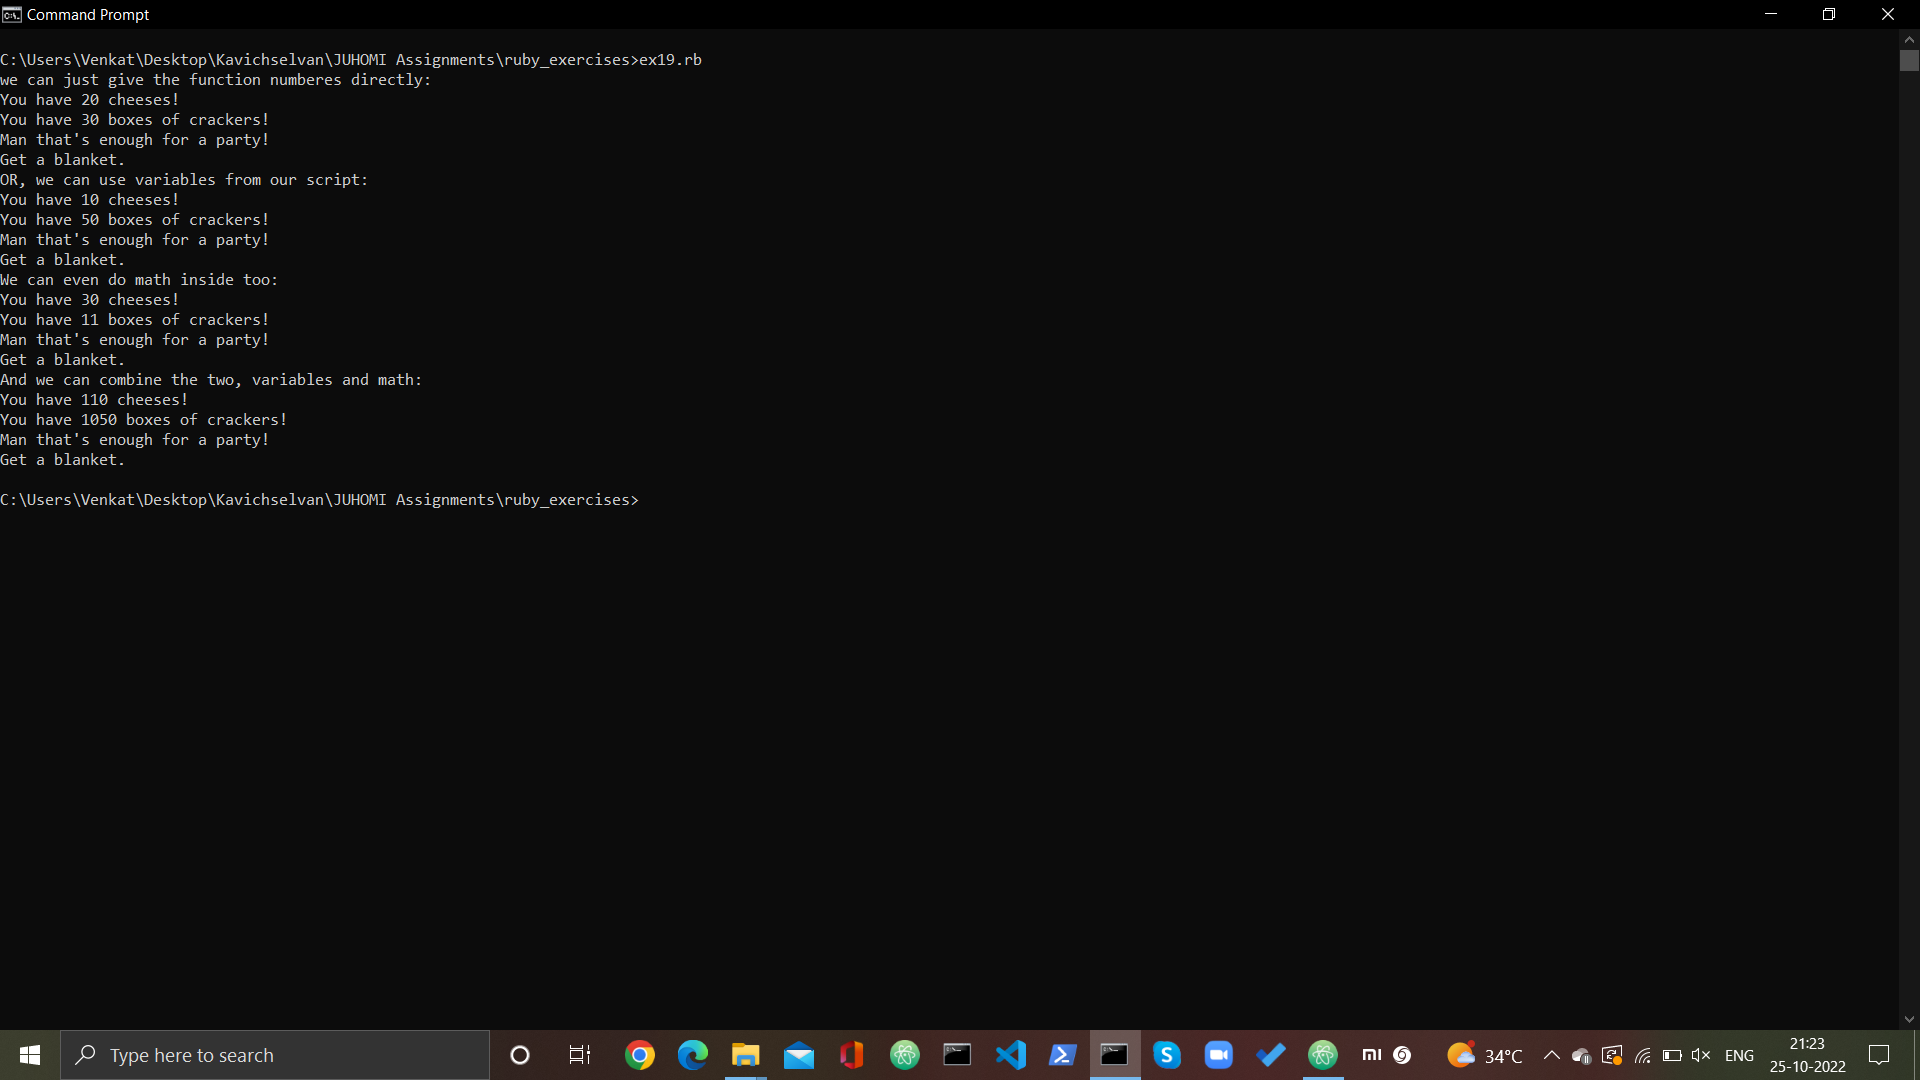 Command Prompt
C:\Users\Venkat\Desktop\Kavichselvan\JUHOMI Assignments\ruby_exercises>ex19.rb
we can just give the function numberes directly:
You have 20 cheeses!
You have 30 boxes of crackers!
Man that's enough for a party!
Get a blanket.
OR, we can use variables from our script:
You have 10 cheeses!
You have 50 boxes of crackers!
Man that's enough for a party!
Get a blanket.
We can even do math inside too:
You have 30 cheeses!
You have 11 boxes of crackers!
Man that's enough for a party!
Get a blanket.
And we can combine the two, variables and math:
You have 110 cheeses!
You have 1050 boxes of crackers!
Man that's enough for a party!
Get a blanket.
C:\Users\Venkat\Desktop\Kavichselvan\JUHOMI Assignments\ruby_exercises>
Type here to search
34°C
ENG
21:23
25-10-2022